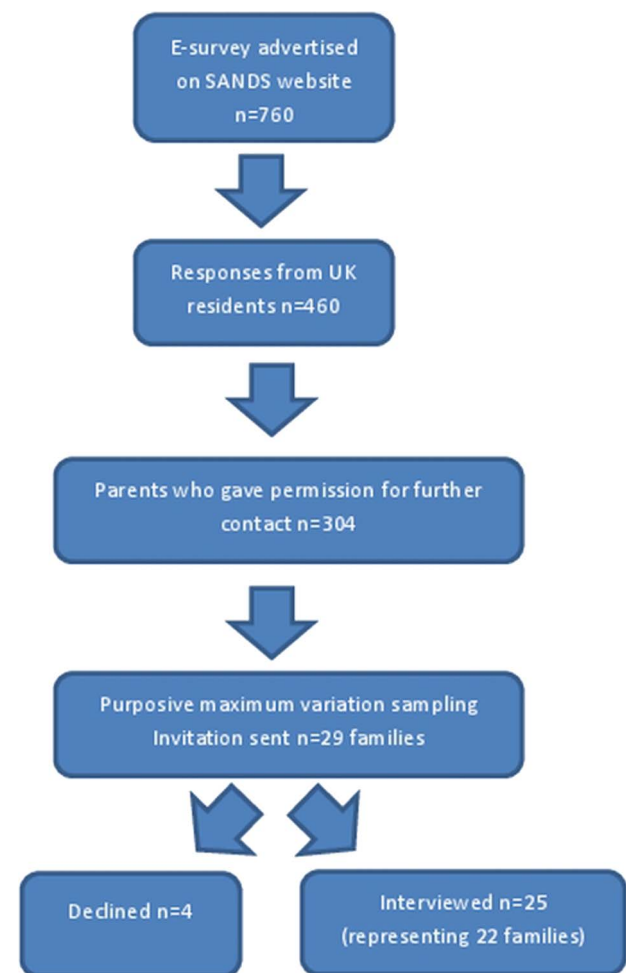 E-survey advertised
on SANDS website
n=760
Responses from UK
residents n=460
Parents who gave permission for further
contact n=304
Purposive maximum variation sampling
Invitation sent n=29 families
Declined n=4
Interviewed n=25
(representing 22 families)